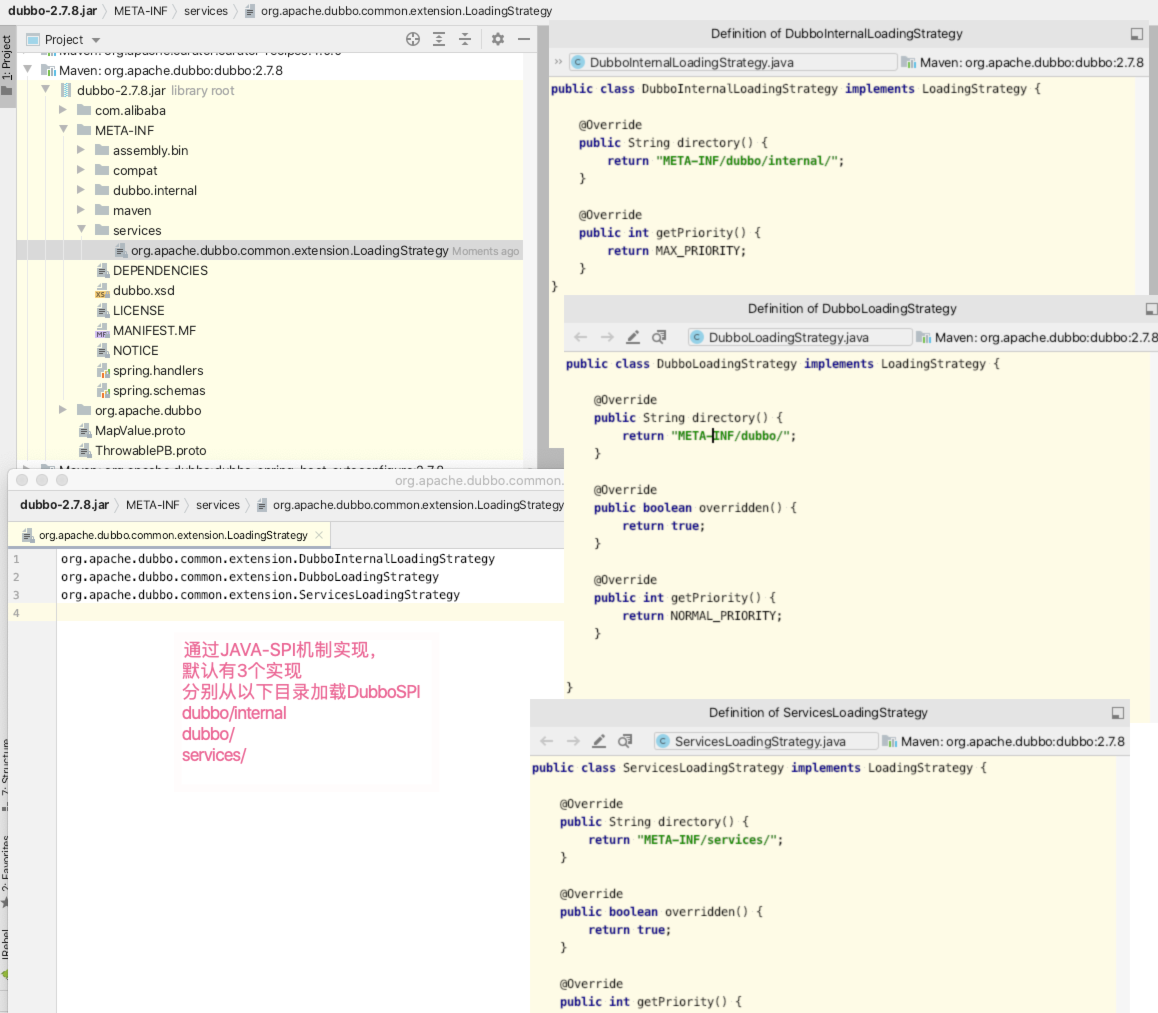 dubbo-2.7.8.jar META-INF services org.apache.dubbo.common.extension.LoadingStrategy
1: Project
Project
Maven: org.apache.dubbo:dubbo:2.7.8
dubbo-2.7.8.jar library root
com.alibaba
META-INF
assembly.bin
compat
dubbo.internal
maven
services
org.apache.dubbo.common.extension.LoadingStrategy Moments ago
DEPENDENCIES
dubbo.xsd
LICENSE
MANIFEST.MF
NOTICE
spring.handlers
spring.schemas
org.apache.dubbo
MapValue.proto
ThrowablePB.proto
org.apache.dubbo.common.
dubbo-2.7.8.jar META-INF services org.apache.dubbo.common.extension.LoadingStrategy
org.apache.dubbo.common.extension.LoadingStrategy
1 org.apache.dubbo.common.extension.DubboInternalLoadingStrategy
2 org.apache.dubbo.common.extension.DubboLoadingStrategy
3 org.apache.dubbo.common.extension.ServicesLoadingStrategy
4
通过JAVA-SPI机制实现，
默认有3个实现
分别从以下目录加载DubboSPI
dubbo/internal
dubbo/
services/
7: Structure
2: Favorites
JRebel
Definition of DubboInternalLoadingStrategy
DubboInternalLoadingStrategy.java Maven: org.apache.dubbo:dubbo:2.7.8
public class DubboInternalLoadingStrategy implements LoadingStrategy {
@Override
public String directory() {
return "META-INF/dubbo/internal/";
}
@Override
public int getPriority() {
return MAX_PRIORITY;
}
}
Definition of DubboLoadingStrategy
DubboLoadingStrategy.java Maven: org.apache.dubbo:dubbo:2.7.8
public class DubboLoadingStrategy implements LoadingStrategy {
@Override
public String directory() {
return "META-INF/dubbo/";
}
@Override
public boolean overridden() {
return true;
}
@Override
public int getPriority() {
return NORMAL_PRIORITY;
}
}
Definition of ServicesLoadingStrategy
ServicesLoadingStrategy.java Maven: org.apache.dubbo:dubbo:2.7.8
public class ServicesLoadingStrategy implements LoadingStrategy {
@Override
public String directory() {
return "META-INF/services/";
}
@Override
public boolean overridden() {
return true;
}
@Override
public int getPriority() {